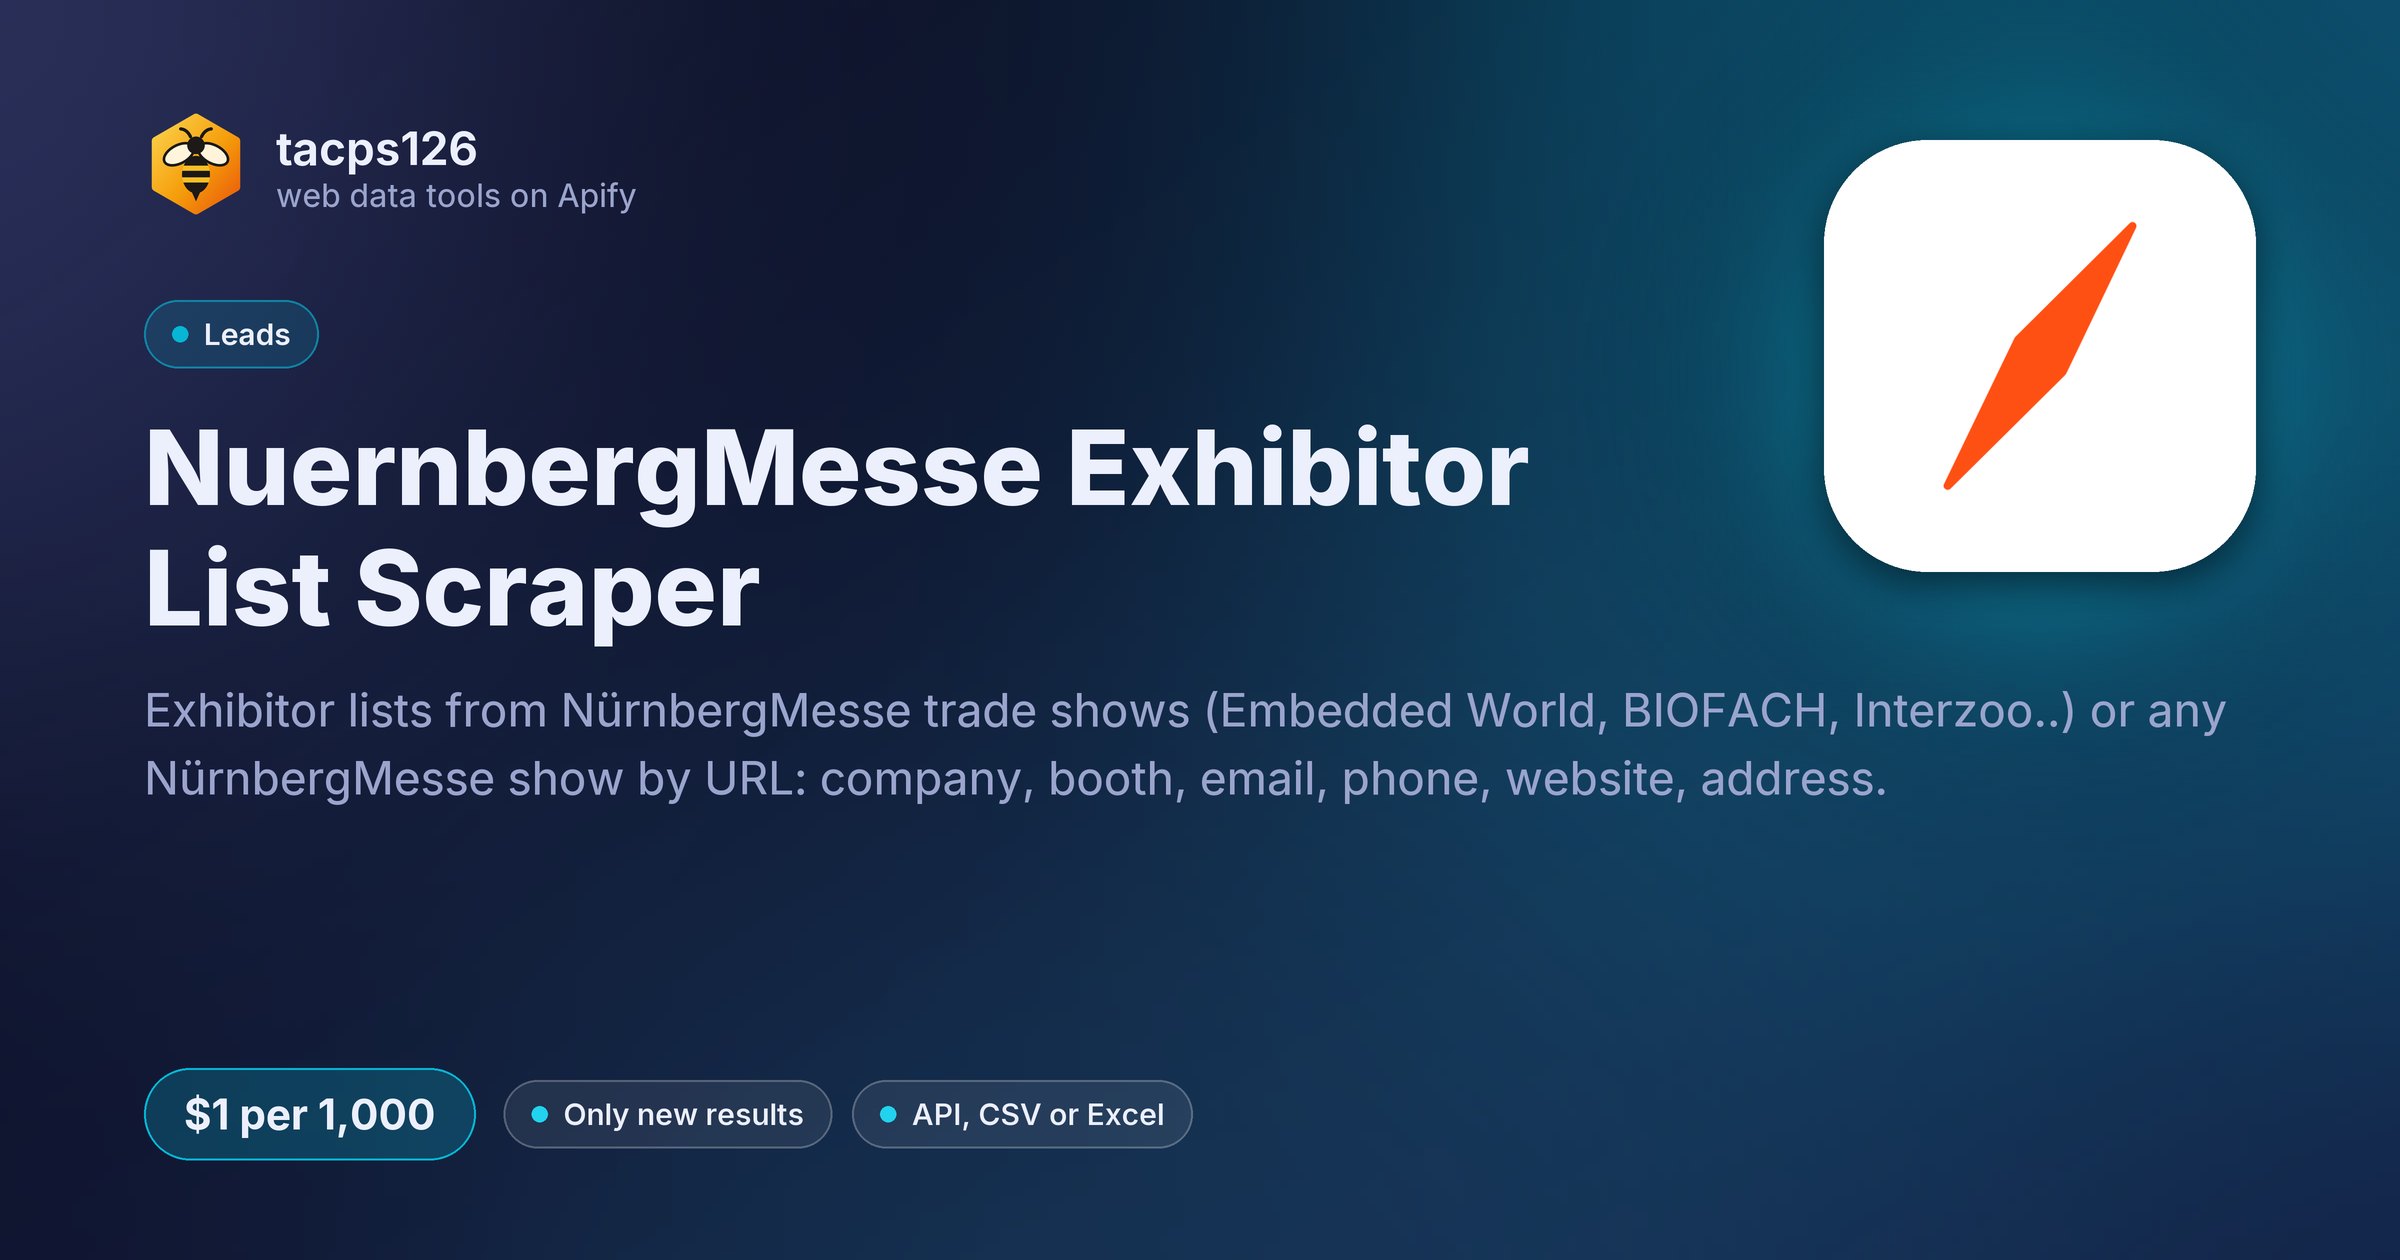 tacps126
web data tools on Apify
Leads
NuernbergMesse Exhibitor
List Scraper
Exhibitor lists from NürnbergMesse trade shows (Embedded World, BIOFACH, Interzoo..) or any
NürnbergMesse show by URL: company, booth, email, phone, website, address.
$1 per 1,000
Only new results
API, CSV or Excel